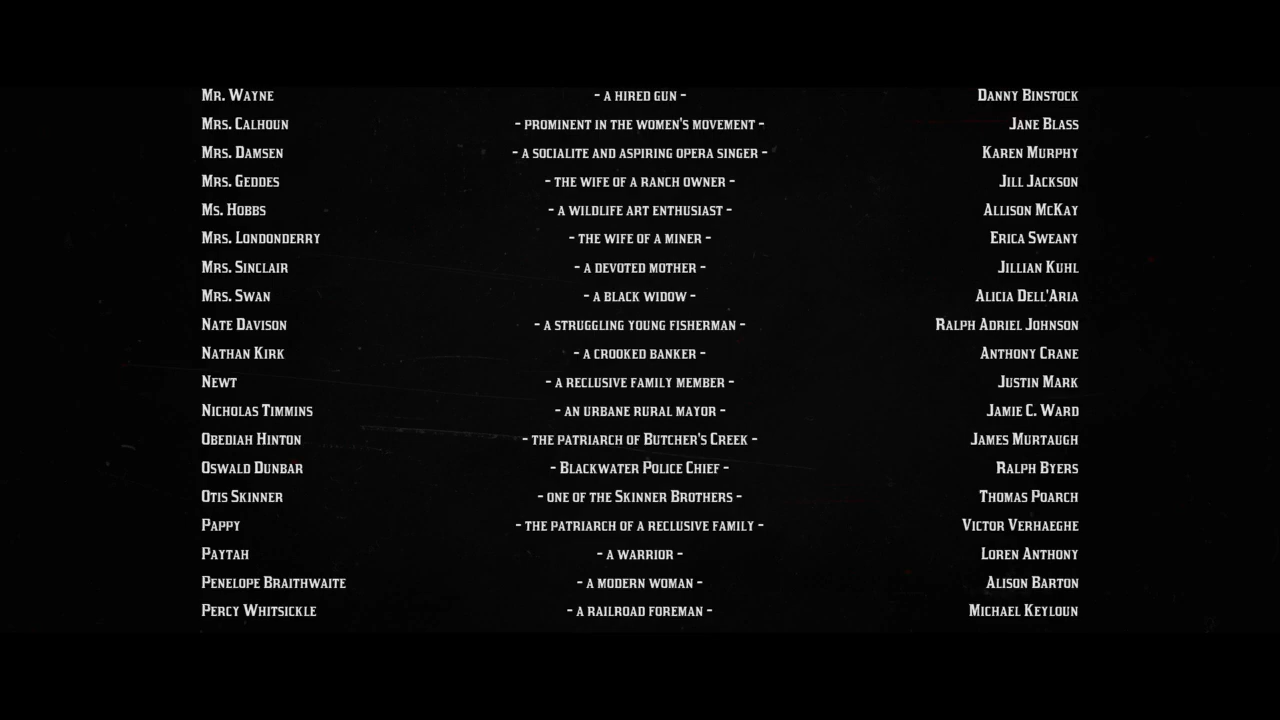 Mr. Wayne - a hired gun - Danny Binstock
Mrs. Calhoun - prominent in the women's movement - Jane Blass
Mrs. Damsen - a socialite and aspiring opera singer - Karen Murphy
Mrs. Geddes - the wife of a ranch owner - Jill Jackson
Ms. Hobbs - a wildlife art enthusiast - Allison McKay
Mrs. Londonderry - the wife of a miner - Erica Sweany
Mrs. Sinclair - a devoted mother - Jillian Kuhl
Mrs. Swan - a black widow - Alicia Dell'Aria
Nate Davison - a struggling young fisherman - Ralph Adriel Johnson
Nathan Kirk - a crooked banker - Anthony Crane
Newt - a reclusive family member - Justin Mark
Nicholas Timmins - an urbane rural mayor - Jamie C. Ward
Obediah Hinton - the patriarch of Butcher's Creek - James Murtaugh
Oswald Dunbar - Blackwater Police Chief - Ralph Byers
Otis Skinner - one of the Skinner Brothers - Thomas Poarch
Pappy - the patriarch of a reclusive family - Victor Verhaeghe
Paytah - a warrior - Loren Anthony
Penelope Braithwaite - a modern woman - Alison Barton
Percy Whitsickle - a railroad foreman - Michael Keyloun